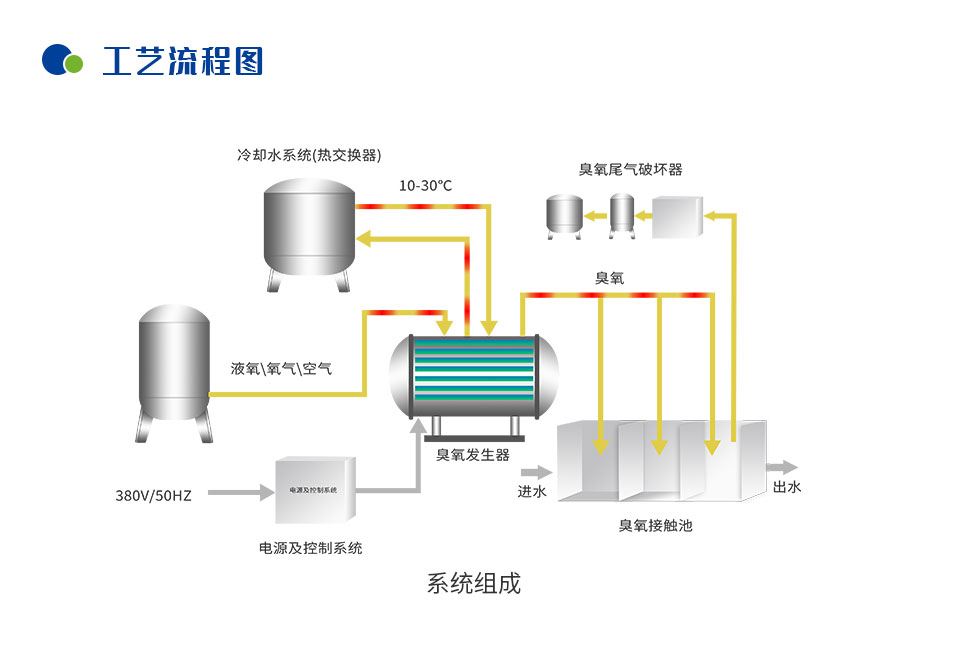 工艺流程图
冷却水系统(热交换器)
10-30℃
臭氧尾气破坏器
臭氧
液氧\氧气\空气
臭氧发生器
380V/50HZ
电源及控制系统
进水
出水
臭氧接触池
电源及控制系统
系统组成